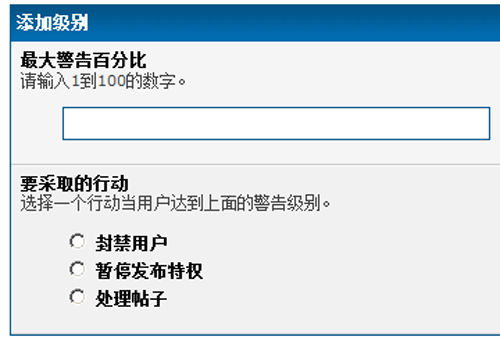 添加级别
最大警告百分比
请输入1到100的数字。
要采取的行动
选择一个行动当用户达到上面的警告级别。
封禁用户
暂停发布特权
处理帖子